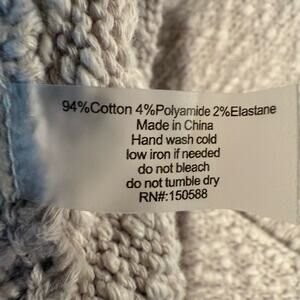 94%Cotton 4%Polyamide 2%Elastane
Made in China
Hand wash cold
low iron if needed
do not bleach
do not tumble dry
RN#:150588